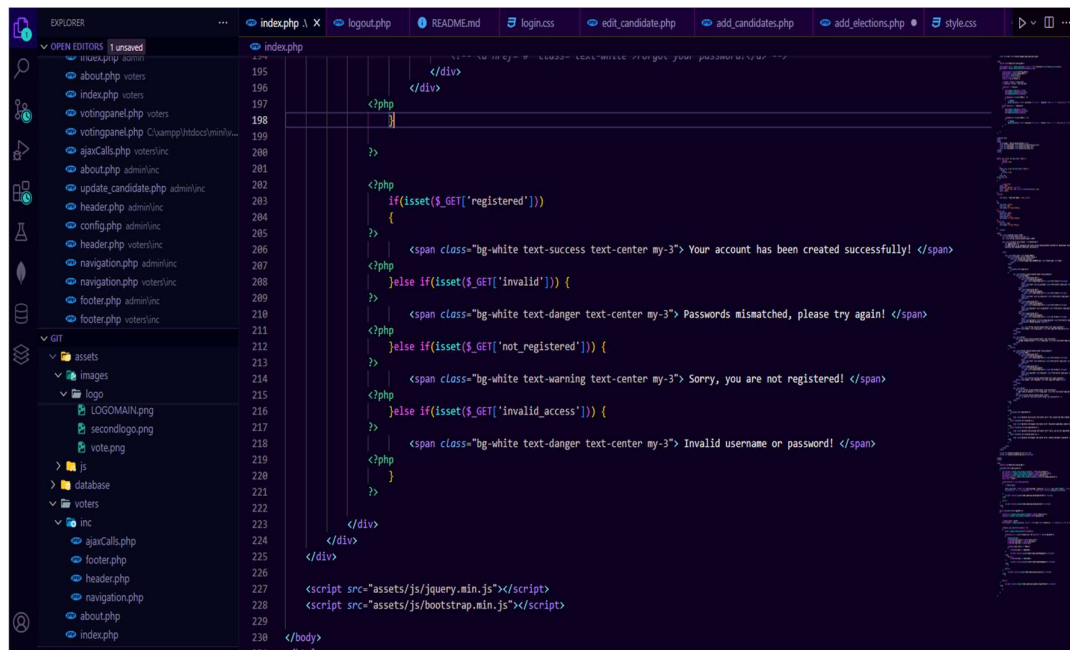 EXPLORER
index.php .\
logout.php
README.md
login.css
edit_candidate.php
add_candidates.php
add_elections.php
style.css
OPEN EDITORS 1 unsaved
index.php admin
about.php voters
index.php voters
votingpanel.php voters
votingpanel.php C:\xampp\htdocs\mini\v...
ajaxCalls.php voters\inc
about.php admin\inc
update_candidate.php admin\inc
header.php admin\inc
config.php admin\inc
header.php voters\inc
navigation.php admin\inc
navigation.php voters\inc
footer.php admin\inc
footer.php voters\inc
GIT
assets
images
logo
LOGOMAIN.png
secondlogo.png
vote.png
js
database
voters
inc
ajaxCalls.php
footer.php
header.php
navigation.php
about.php
index.php
index.php
194 <!-- <a href="#" class="text-white">Forgot your password?</a> -->
195 </div>
196 </div>
197 <?php
198 }
199
200 ?>
201
202 <?php
203 if(isset($_GET['registered']))
204 {
205 ?>
206 <span class="bg-white text-success text-center my-3"> Your account has been created successfully! </span>
207 <?php
208 }else if(isset($_GET['invalid'])) {
209 ?>
210 <span class="bg-white text-danger text-center my-3"> Passwords mismatched, please try again! </span>
211 <?php
212 }else if(isset($_GET['not_registered'])) {
213 ?>
214 <span class="bg-white text-warning text-center my-3"> Sorry, you are not registered! </span>
215 <?php
216 }else if(isset($_GET['invalid_access'])) {
217 ?>
218 <span class="bg-white text-danger text-center my-3"> Invalid username or password! </span>
219 <?php
220 }
221 ?>
222
223 </div>
224 </div>
225 </div>
226
227 <script src="assets/js/jquery.min.js"></script>
228 <script src="assets/js/bootstrap.min.js"></script>
229
230 </body>